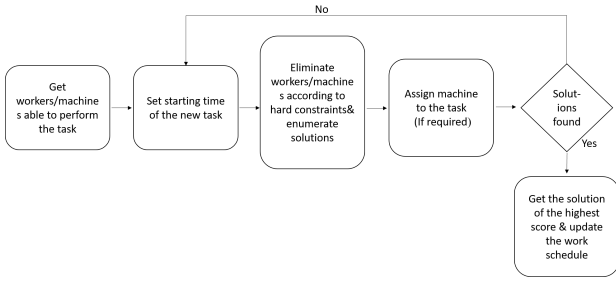 No
Get
workers/machine
s able to perform
the task
Set starting time
of the new task
Eliminate
workers/machine
s according to
hard constraints&
enumerate
solutions
Assign machine
to the task
(If required)
Solut-
ions
found
Yes
Get the solution
of the highest
score & update
the work
schedule